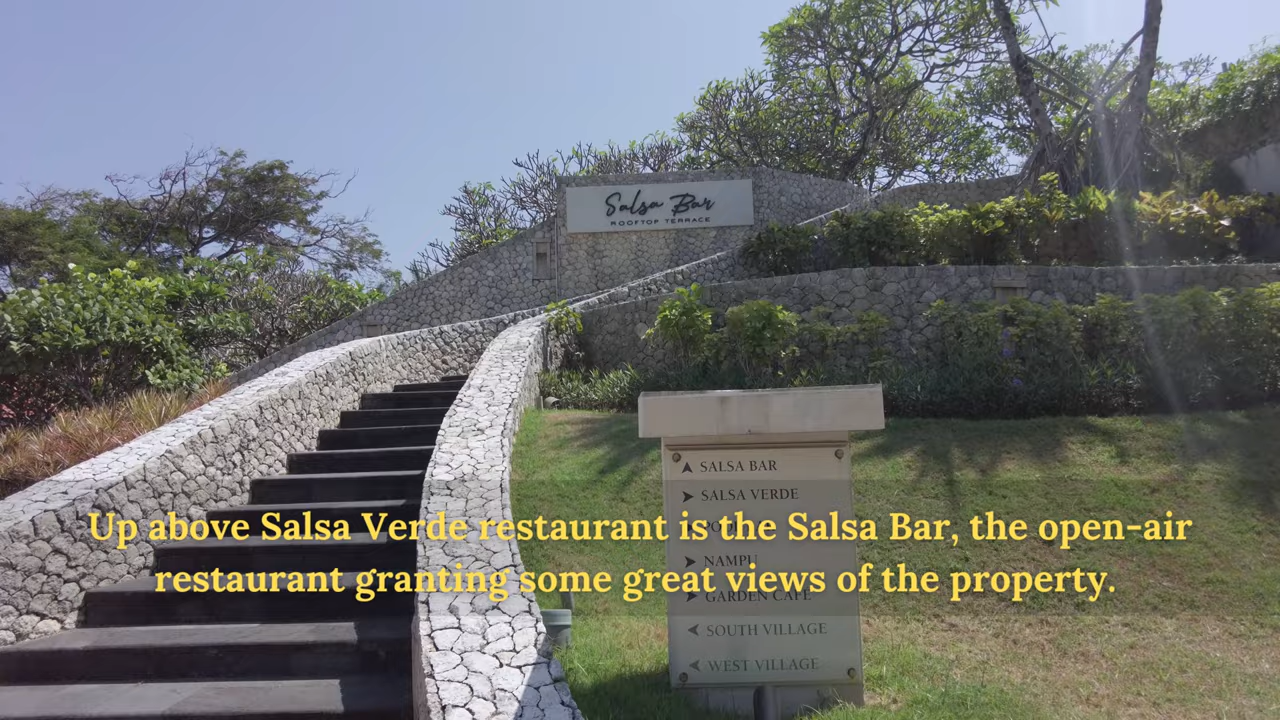 Salsa Bar
ROOFTOP TERRACE
SALSA BAR
SALSA VERDE
NAMPU
GARDEN CAFE
SOUTH VILLAGE
WEST VILLAGE
Up above Salsa Verde restaurant is the Salsa Bar, the open-air
restaurant granting some great views of the property.